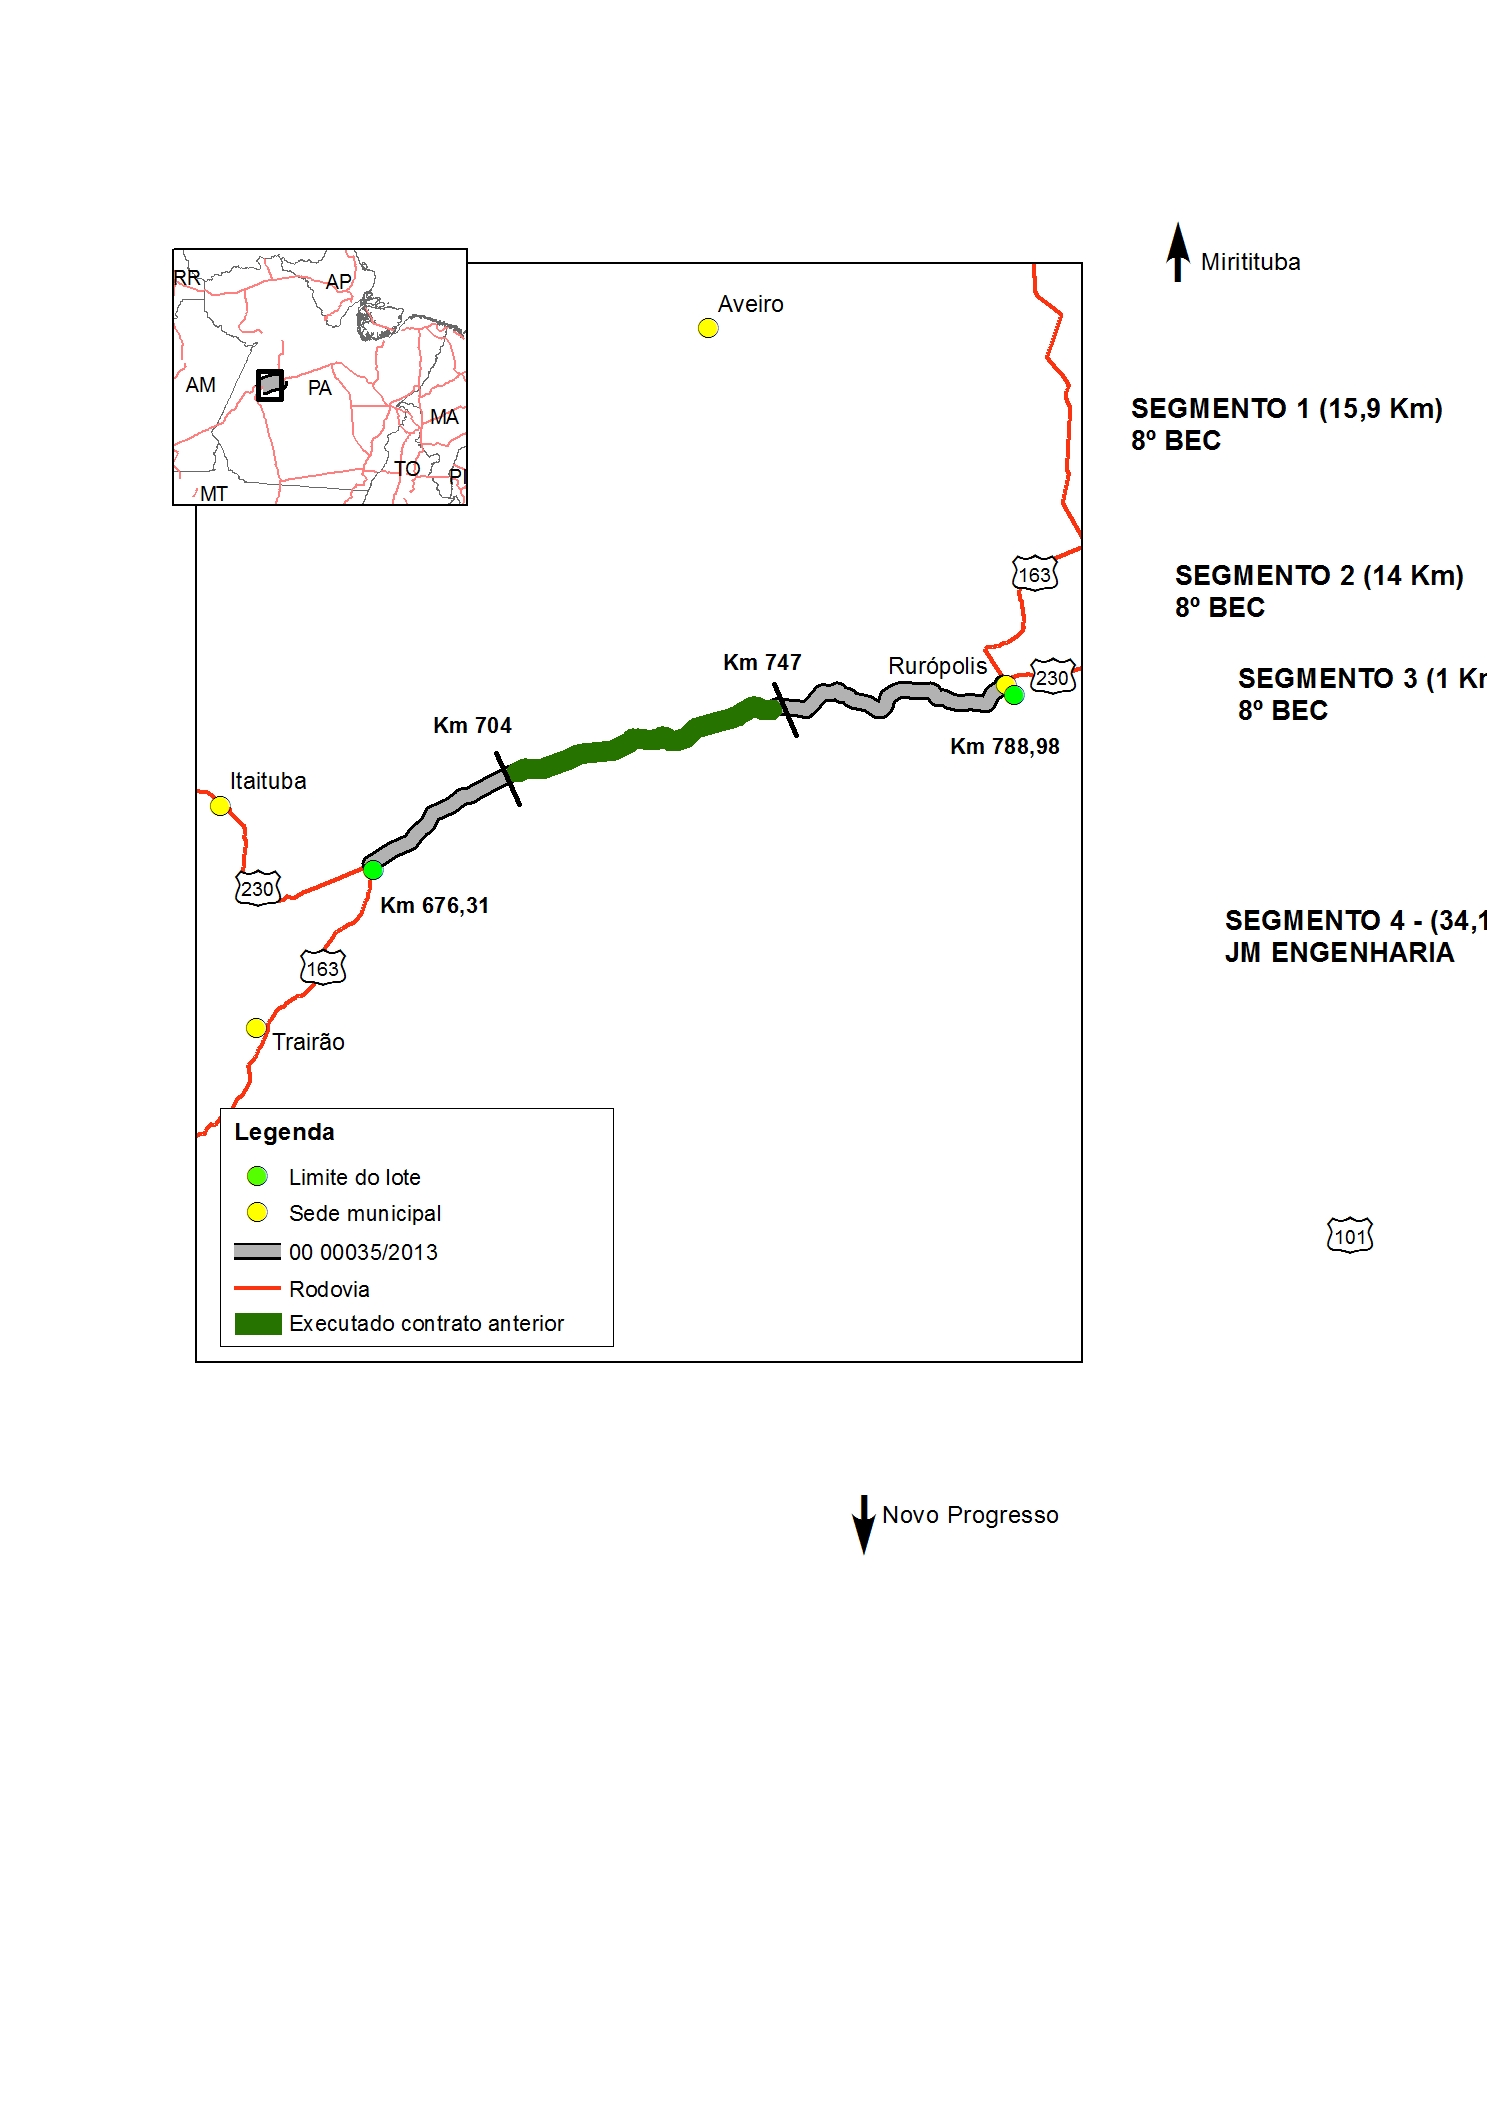 Miritituba
RR
AP
AM
PA
MA
TO
PI
MT
Aveiro
SEGMENTO 1 (15,9 Km)
8º BEC
163
SEGMENTO 2 (14 Km)
8º BEC
Km 747
Rurópolis
230
SEGMENTO 3 (1 Km
8º BEC
Km 704
Km 788,98
Itaituba
230
Km 676,31
SEGMENTO 4 - (34,1
JM ENGENHARIA
163
Trairão
Legenda
Limite do lote
Sede municipal
00 00035/2013
Rodovia
Executado contrato anterior
101
Novo Progresso